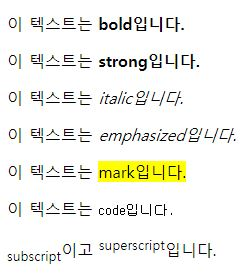 이 텍스트는 bold입니다.
이 텍스트는 strong입니다.
이 텍스트는 italic입니다.
이 텍스트는 emphasized입니다.
이 텍스트는 mark입니다.
이 텍스트는 code입니다.
subscript이고 superscript입니다.